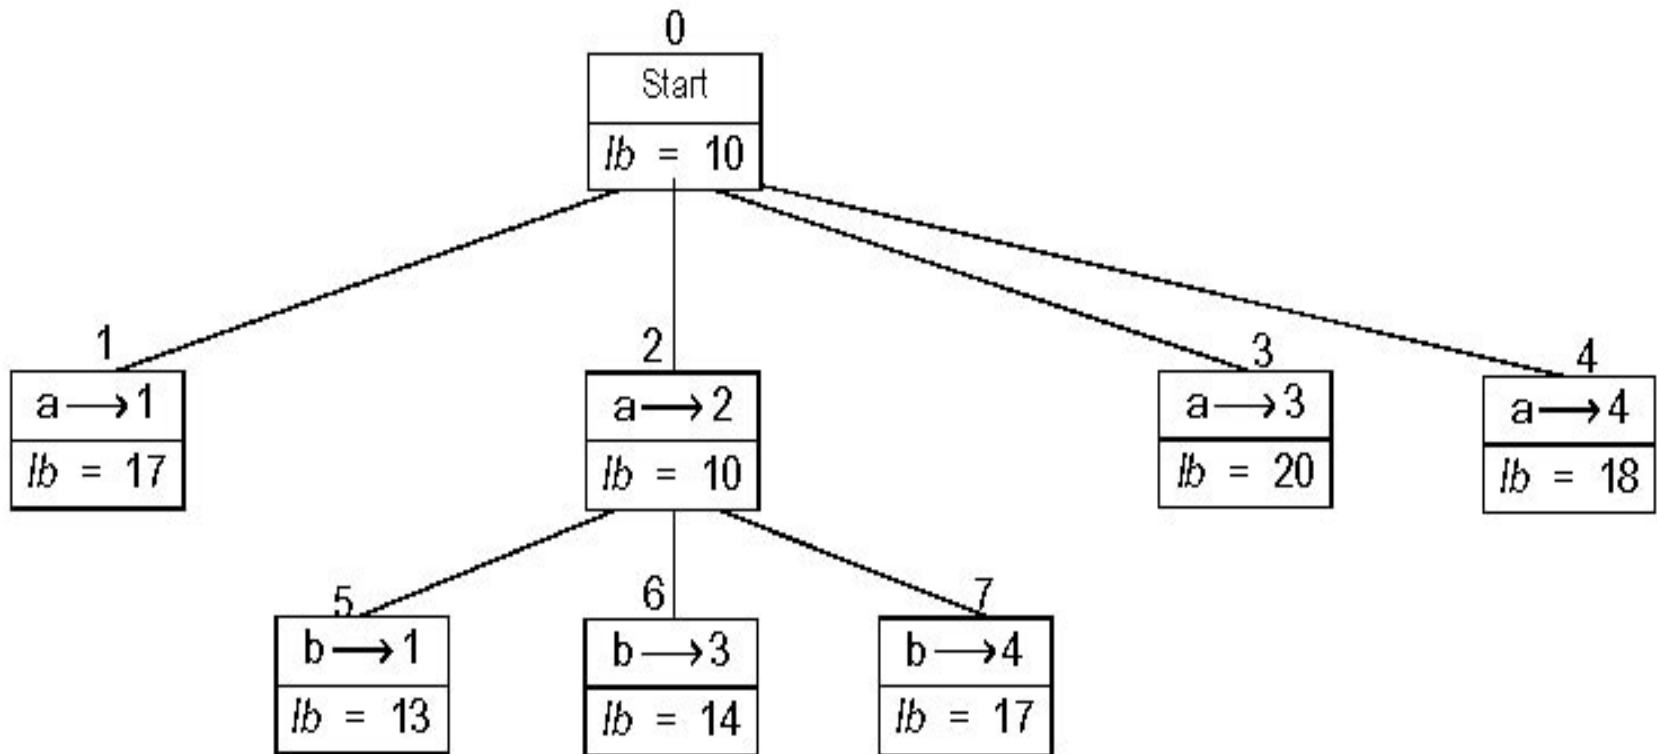 0
Start
lb = 10
1
2
3
4
a→1
a→2
a→3
a→4
lb = 17
lb = 10
lb = 20
lb = 18
5
6
7
b→1
b→3
b→4
lb = 13
lb = 14
lb = 17